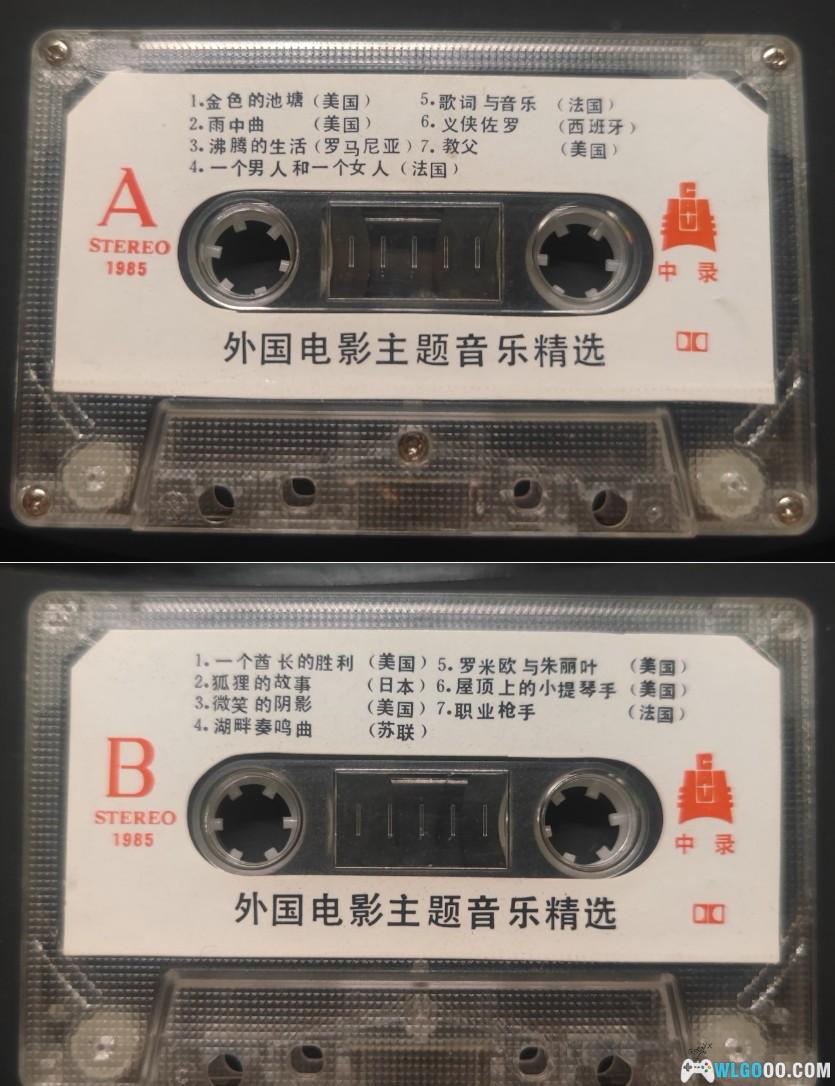 1.金色的池塘（美国） 5.歌词与音乐 （法国）
2.雨中曲 （美国） 6.义侠佐罗 （西班牙）
3.沸腾的生活（罗马尼亚）7.教父 （美国）
4.一个男人和一个女人（法国）
A
STEREO
1985
中录
外国电影主题音乐精选
1.一个酋长的胜利（美国）5.罗米欧与朱丽叶 （美国）
2.狐狸的故事 （日本）6.屋顶上的小提琴手（美国）
3.微笑的阴影 （美国）7.职业枪手 （法国）
4.湖畔奏鸣曲 （苏联）
B
STEREO
1985
中录
外国电影主题音乐精选
WLGOOO.COM